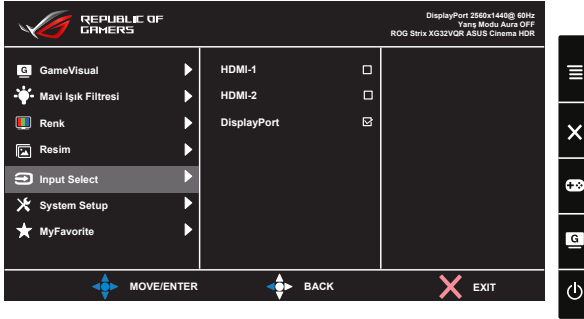 REPUBLIC OF
GAMERS
DisplayPort 2560x1440@ 60Hz
Yarış Modu Aura OFF
ROG Strix XG32VQR ASUS Cinema HDR
G GameVisual
Mavi Işık Filtresi
Renk
Resim
Input Select
System Setup
MyFavorite
HDMI-1
HDMI-2
DisplayPort
MOVE/ENTER
BACK
EXIT
G